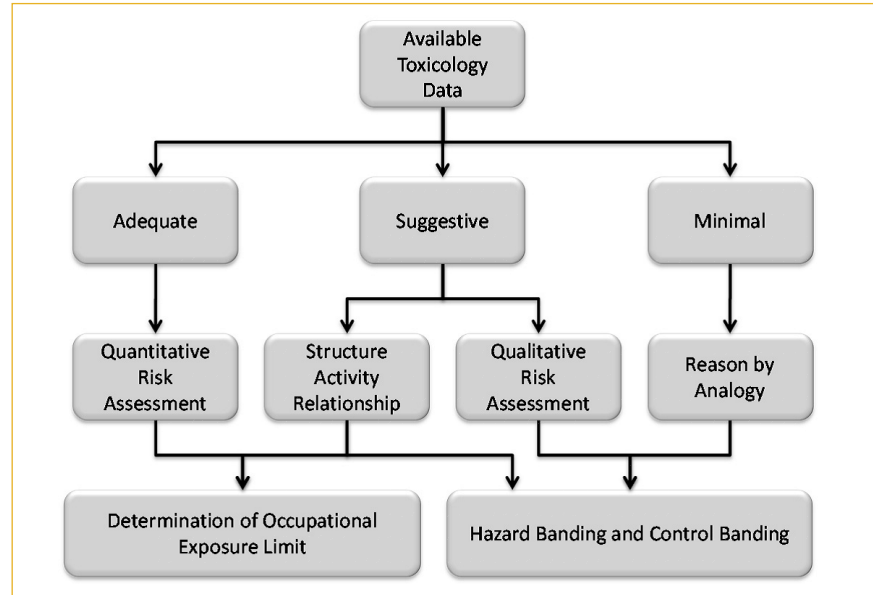 Available
Toxicology
Data
Adequate
Suggestive
Minimal
Quantitative
Risk
Assessment
Structure
Activity
Relationship
Qualitative
Risk
Assessment
Reason by
Analogy
Determination of Occupational
Exposure Limit
Hazard Banding and Control Banding